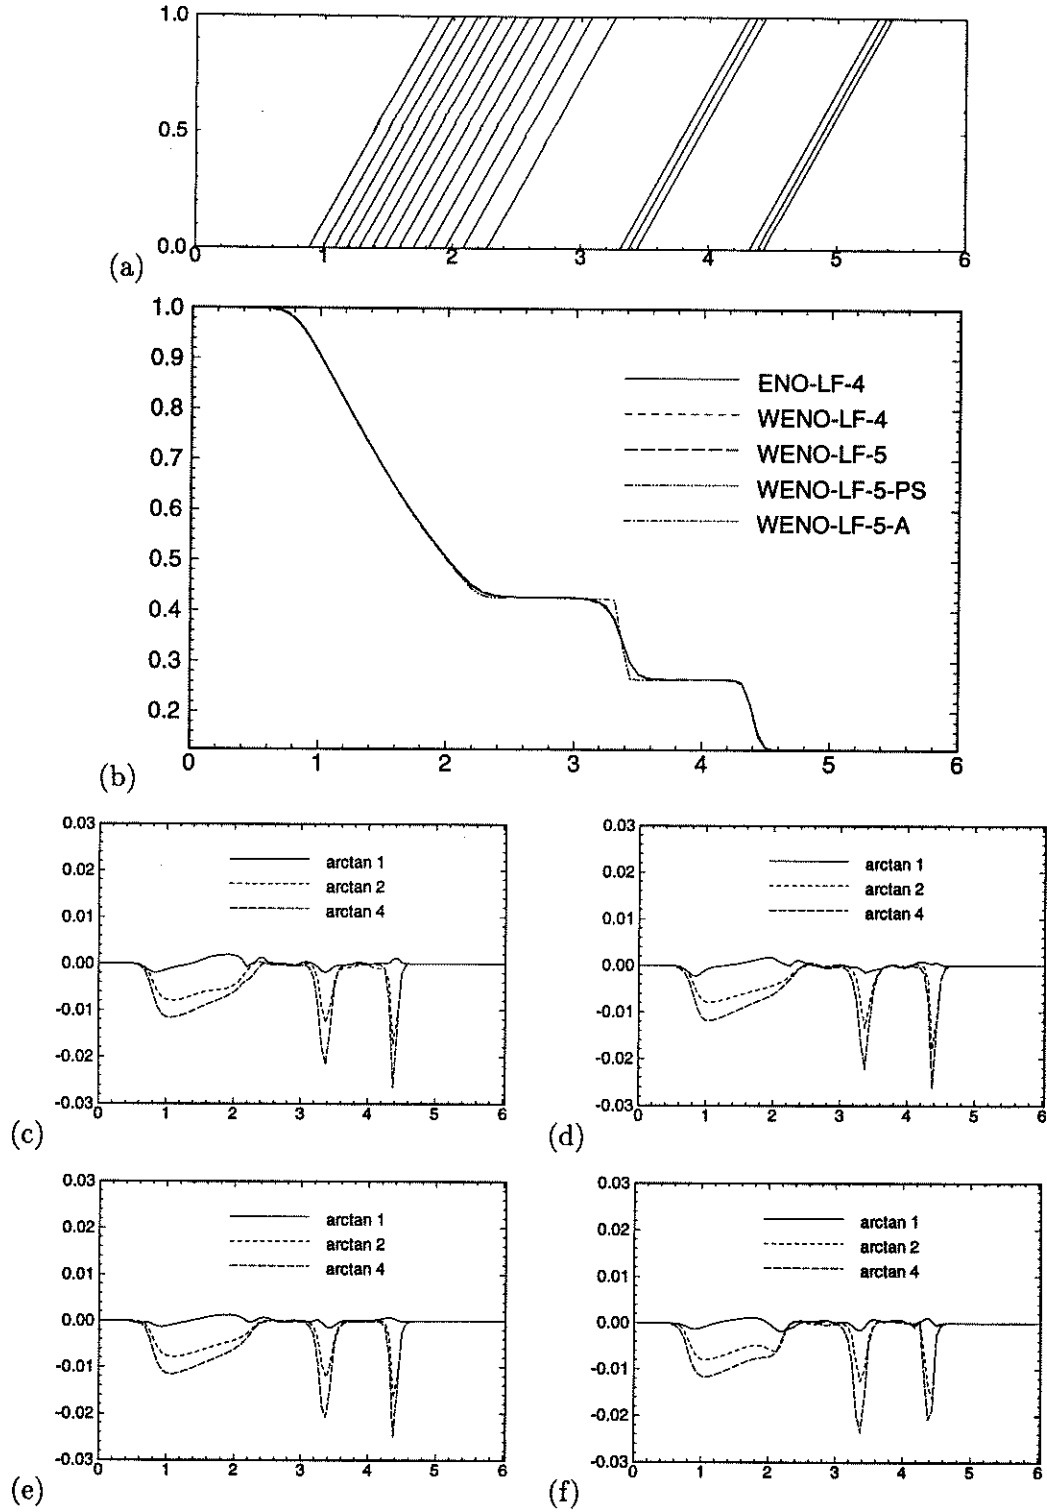 1.0
0.5
0.0
0 1 2 3 4 5 6
(a)
1.0
0.9
0.8
0.7
0.6
0.5
0.4
0.3
0.2
ENO-LF-4
WENO-LF-4
WENO-LF-5
WENO-LF-5-PS
WENO-LF-5-A
0 1 2 3 4 5 6
(b)
0.03
0.02
0.01
0.00
-0.01
-0.02
-0.03
arctan 1
arctan 2
arctan 4
0 1 2 3 4 5 6
(c)
0.03
0.02
0.01
0.00
-0.01
-0.02
-0.03
arctan 1
arctan 2
arctan 4
0 1 2 3 4 5 6
(d)
0.03
0.02
0.01
0.00
-0.01
-0.02
-0.03
arctan 1
arctan 2
arctan 4
0 1 2 3 4 5 6
(e)
0.03
0.02
0.01
0.00
-0.01
-0.02
-0.03
arctan 1
arctan 2
arctan 4
0 1 2 3 4 5 6
(f)